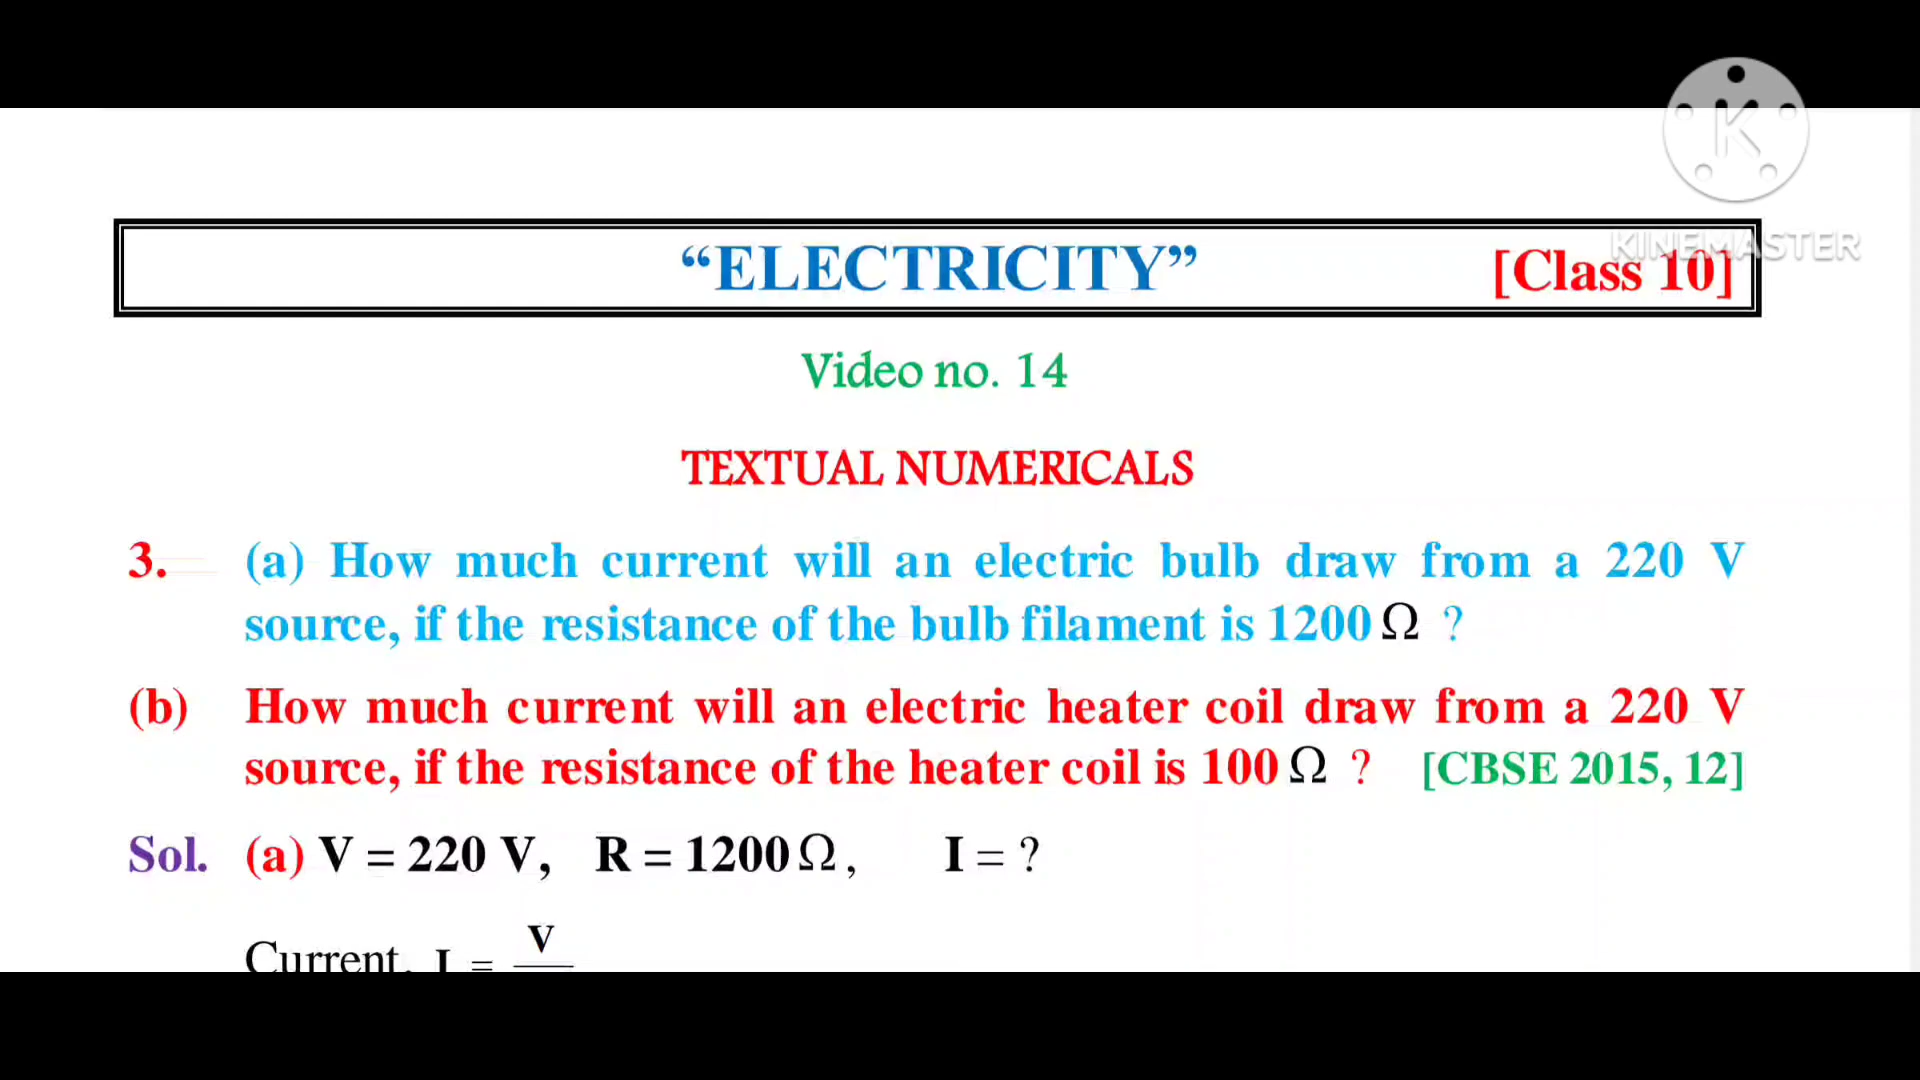 K
KINEMASTER
“ELECTRICITY” [Class 10]
Video no. 14
TEXTUAL NUMERICALS
3. (a) How much current will an electric bulb draw from a 220 V
source, if the resistance of the bulb filament is 1200 Ω ?
(b) How much current will an electric heater coil draw from a 220 V
source, if the resistance of the heater coil is 100 Ω ? [CBSE 2015, 12]
Sol. (a) V = 220 V, R = 1200 Ω, I = ?
V
Current, I =